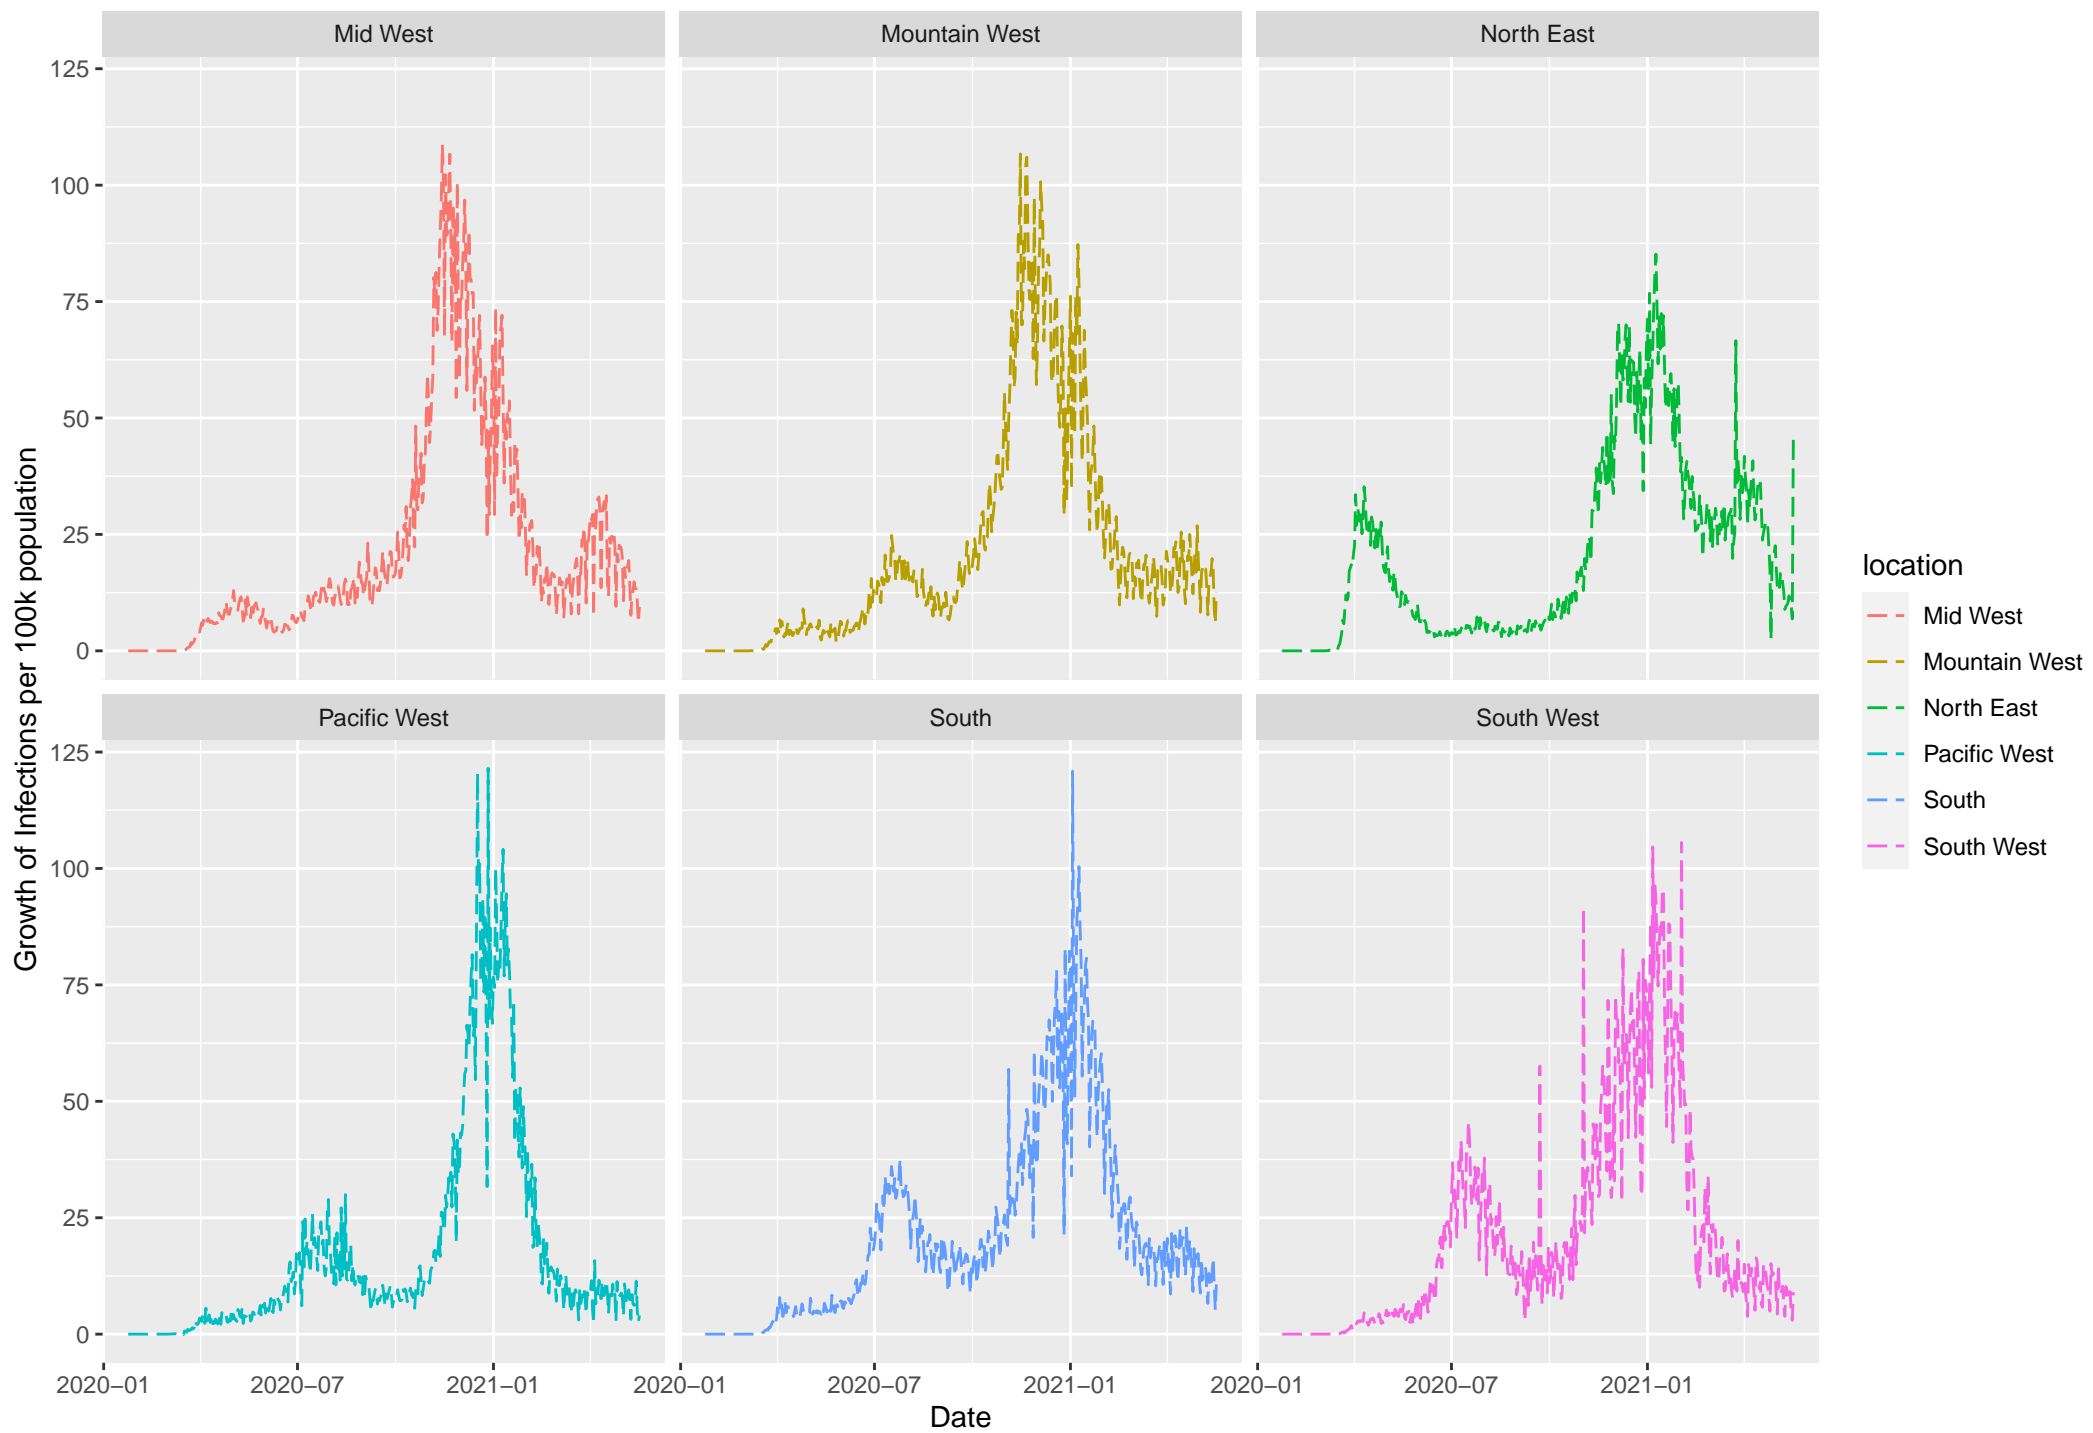 Mid West
Mountain West
North East
125
100
75
50
25
0
Pacific West
South
South West
125
100
75
50
25
0
2020−01
2020−07
2021−01
2020−01
2020−07
2021−01
2020−01
2020−07
2021−01
Date
Growth of Infections per 100k population
location
Mid West
Mountain West
North East
Pacific West
South
South West